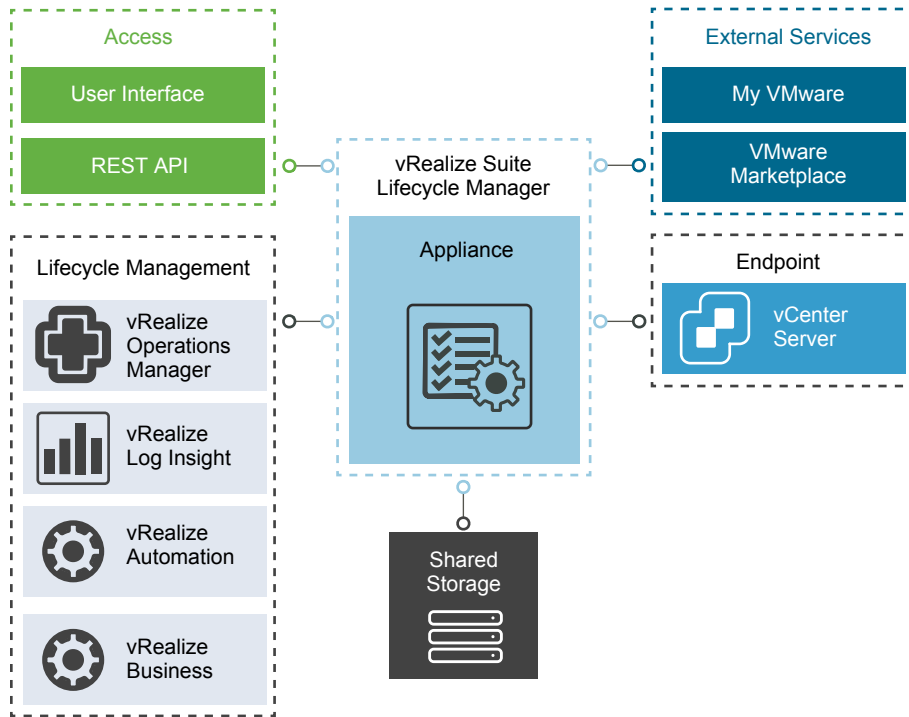 Access
User Interface
REST API
Lifecycle Management
vRealize
Operations
Manager
vRealize
Log Insight
vRealize
Automation
vRealize
Business
vRealize Suite
Lifecycle Manager
Appliance
Shared
Storage
External Services
My VMware
VMware
Marketplace
Endpoint
vCenter
Server